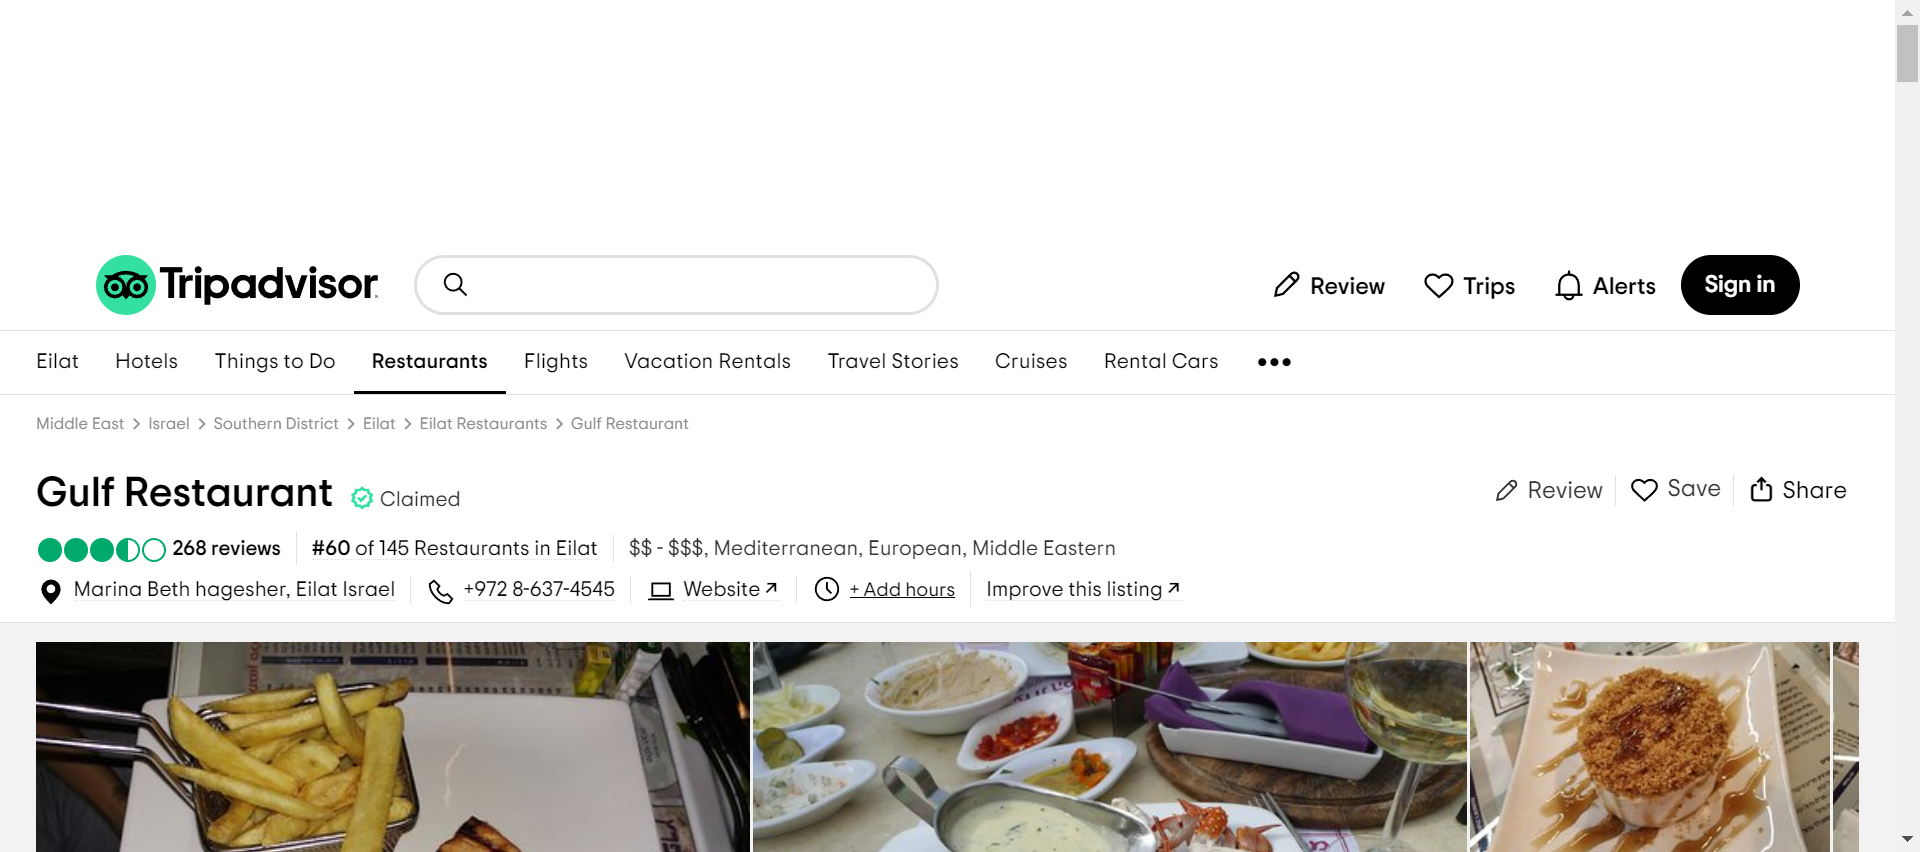 Tripadvisor
Review
Trips
Alerts
Sign in
Eilat
Hotels
Things to Do
Restaurants
Flights
Vacation Rentals
Travel Stories
Cruises
Rental Cars
Middle East
Israel
Southern District
Eilat
Eilat Restaurants
Gulf Restaurant
Gulf Restaurant
Claimed
Review
Save
Share
268 reviews
#60 of 145 Restaurants in Eilat
$$ - $$$, Mediterranean, European, Middle Eastern
Marina Beth hagesher, Eilat Israel
+972 8-637-4545
Website
+ Add hours
Improve this listing